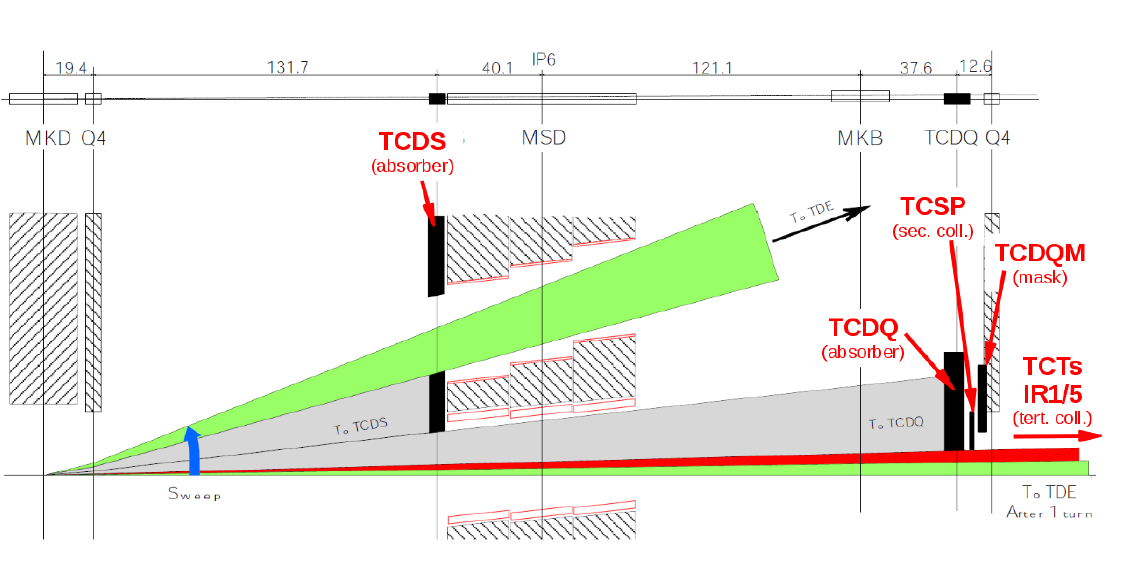 IP6
19.4 131.7 40.1 121.1 37.6 12.6
MKD Q4 TCDS MSD MKB TCDQ Q4
(absorber)
To TDE
TCSP
(sec. coll.)
TCDQM
(mask)
TCDQ
(absorber)
TCTs
IR1/5
(tert. coll.)
To TCDS
To TCDQ
Sweep
To TDE
After 1 turn